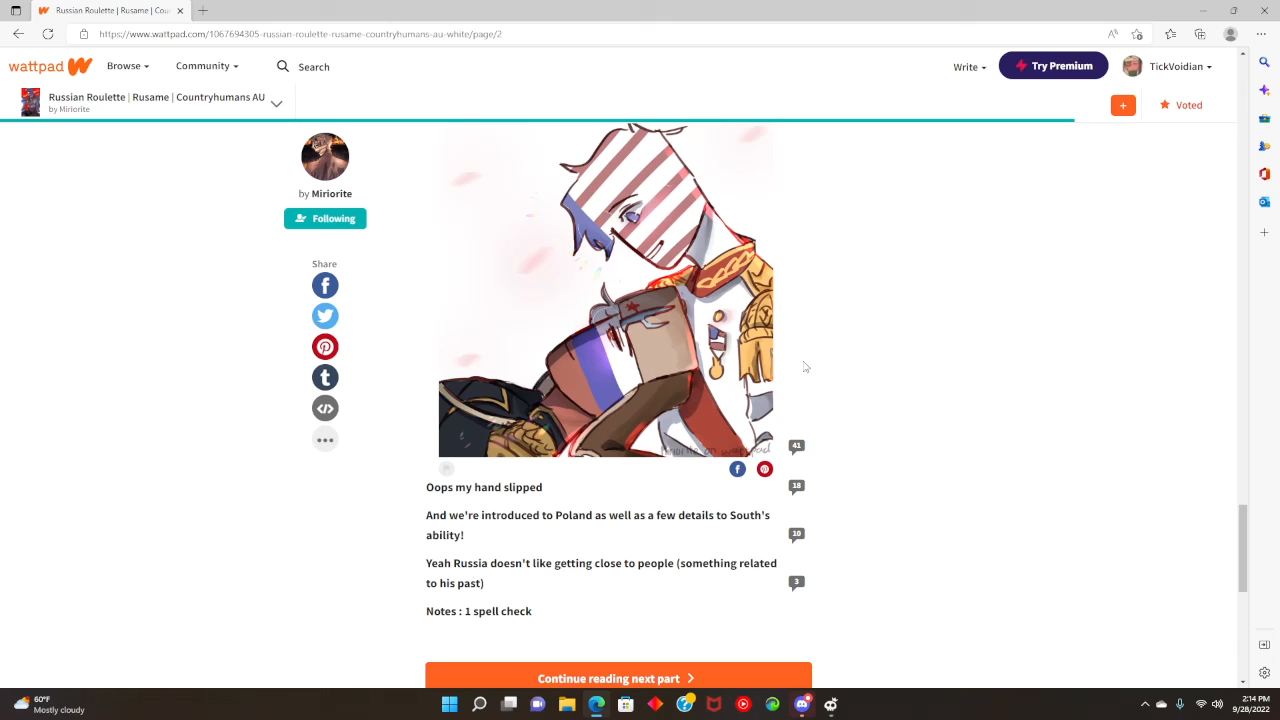 Russian Roulette | Rusame | Cou
https://www.wattpad.com/1067694305-russian-roulette-rusame-countryhumans-au-white/page/2
wattpad
Browse
Community
Search
Write
Try Premium
TickVoidian
Russian Roulette | Rusame | Countryhumans AU
by Miriorite
+
Voted
by Miriorite
Following
Share
Miriorite on wattpad
41
Oops my hand slipped
18
And we're introduced to Poland as well as a few details to South's
ability!
10
Yeah Russia doesn't like getting close to people (something related
to his past)
3
Notes : 1 spell check
Continue reading next part
60°F
Mostly cloudy
2:14 PM
9/28/2022